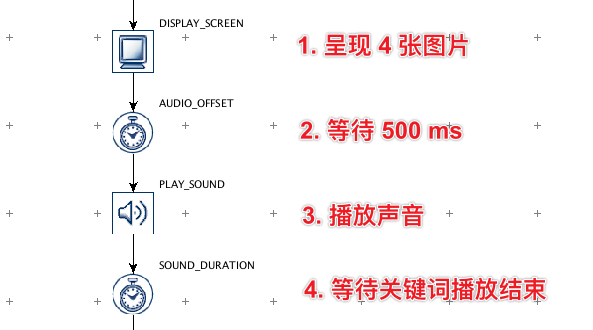 DISPLAY_SCREEN
1. 呈现 4 张图片
AUDIO_OFFSET
2. 等待 500 ms
PLAY_SOUND
3. 播放声音
SOUND_DURATION
4. 等待关键词播放结束